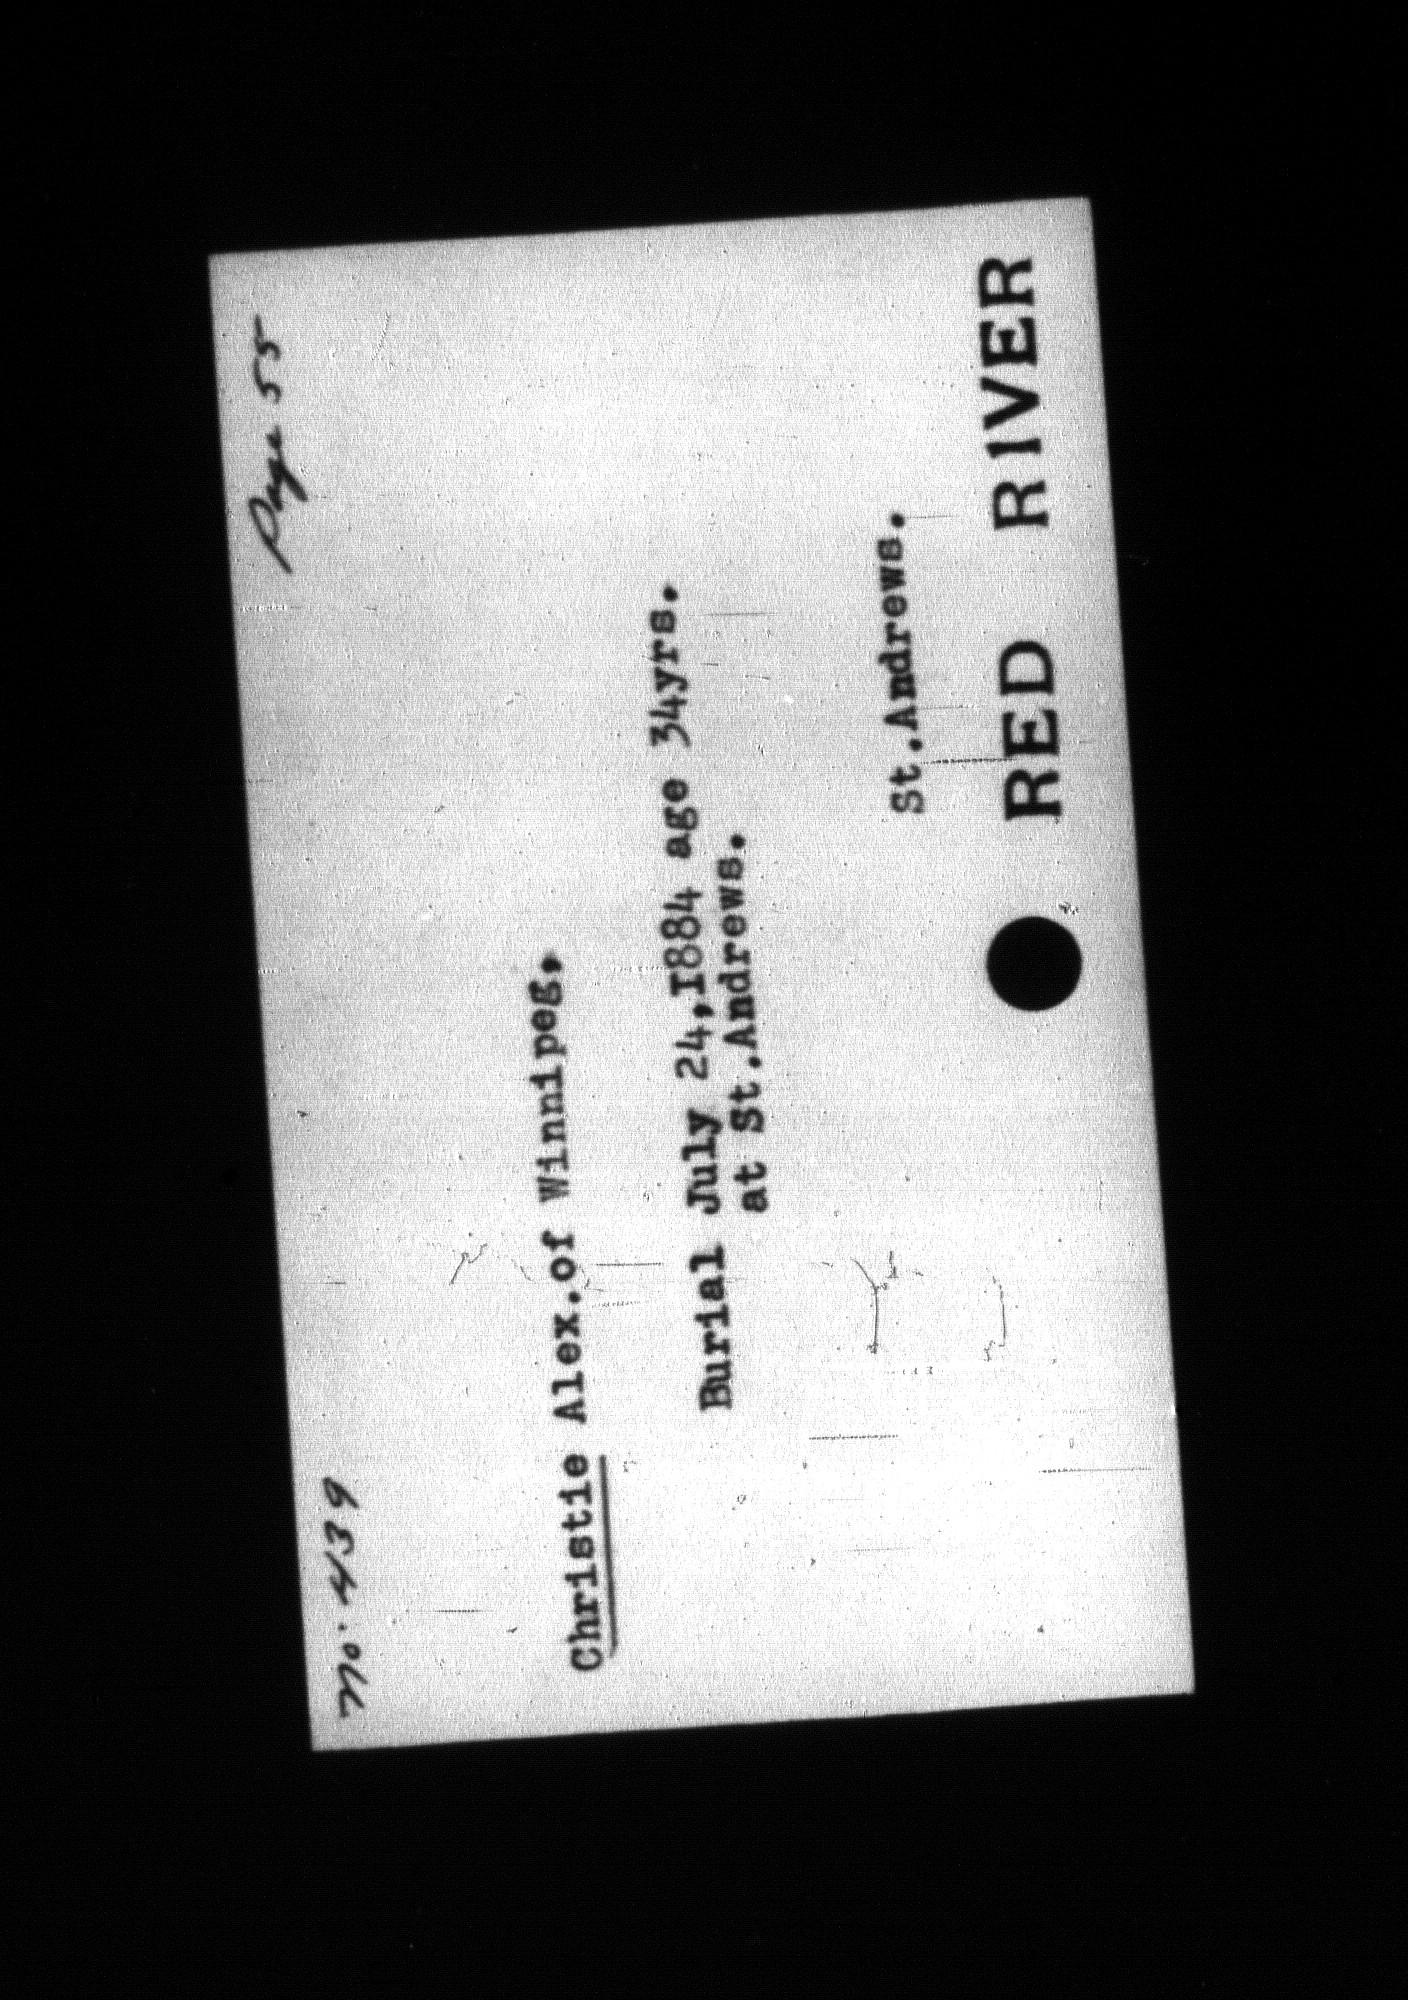 No. 439
Page 55
Christie Alex.of Winnipeg,
Burial July 24,I884 age 34yrs.
at St.Andrews.
St.Andrews.
RED RIVER